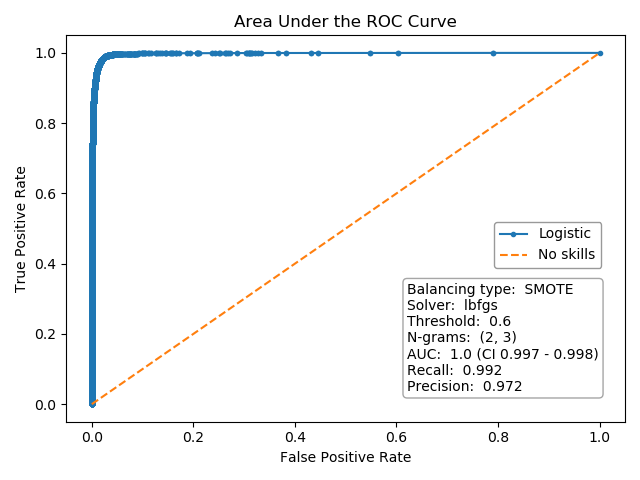 Area Under the ROC Curve
1.0
0.8
0.6
0.4
0.2
0.0
True Positive Rate
Logistic
No skills
Balancing type:  SMOTE
Solver:  lbfgs
Threshold:  0.6
N-grams:  (2, 3)
AUC:  1.0 (CI 0.997 - 0.998)
Recall:  0.992
Precision:  0.972
0.0 0.2 0.4 0.6 0.8 1.0
False Positive Rate